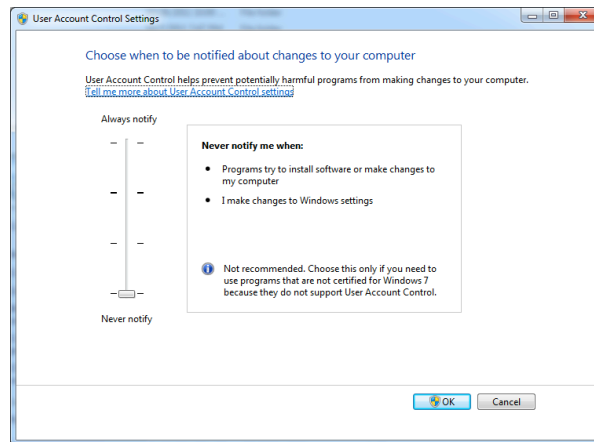 User Account Control Settings
Choose when to be notified about changes to your computer
User Account Control helps prevent potentially harmful programs from making changes to your computer.
Tell me more about User Account Control settings
Always notify
Never notify me when:
Programs try to install software or make changes to
my computer
I make changes to Windows settings
Not recommended. Choose this only if you need to
use programs that are not certified for Windows 7
because they do not support User Account Control.
Never notify
OK
Cancel